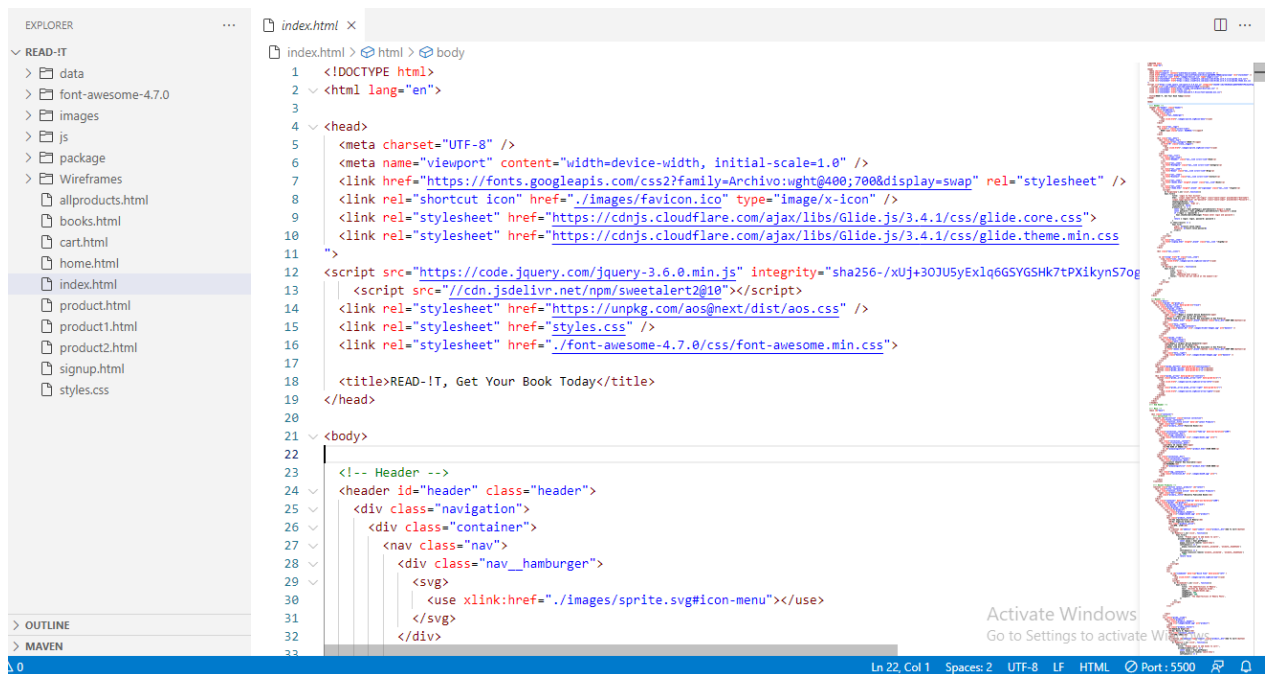 EXPLORER ···
READ-!T
data
font-awesome-4.7.0
images
js
package
Wireframes
allproducts.html
books.html
cart.html
home.html
index.html
product.html
product1.html
product2.html
signup.html
styles.css
OUTLINE
MAVEN
index.html
index.html > html > body
1 <!DOCTYPE html>
2 <html lang="en">
3
4 <head>
5 <meta charset="UTF-8" />
6 <meta name="viewport" content="width=device-width, initial-scale=1.0" />
7 <link href="https://fonts.googleapis.com/css2?family=Archivo:wght@400;700&display=swap" rel="stylesheet" />
8 <link rel="shortcut icon" href="./images/favicon.ico" type="image/x-icon" />
9 <link rel="stylesheet" href="https://cdnjs.cloudflare.com/ajax/libs/Glide.js/3.4.1/css/glide.core.css">
10 <link rel="stylesheet" href="https://cdnjs.cloudflare.com/ajax/libs/Glide.js/3.4.1/css/glide.theme.min.css
11 ">
12 <script src="https://code.jquery.com/jquery-3.6.0.min.js" integrity="sha256-/xUj+3OJU5yExlq6GSYGSHk7tPXikynS7og
13 <script src="//cdn.jsdelivr.net/npm/sweetalert2@10"></script>
14 <link rel="stylesheet" href="https://unpkg.com/aos@next/dist/aos.css" />
15 <link rel="stylesheet" href="styles.css" />
16 <link rel="stylesheet" href="./font-awesome-4.7.0/css/font-awesome.min.css">
17
18 <title>READ-!T, Get Your Book Today</title>
19 </head>
20
21 <body>
22
23 <!-- Header -->
24 <header id="header" class="header">
25 <div class="navigation">
26 <div class="container">
27 <nav class="nav">
28 <div class="nav__hamburger">
29 <svg>
30 <use xlink:href="./images/sprite.svg#icon-menu"></use>
31 </svg>
32 </div>
33
Activate Windows
Go to Settings to activate Windows.
0 Ln 22, Col 1 Spaces: 2 UTF-8 LF HTML Port : 5500